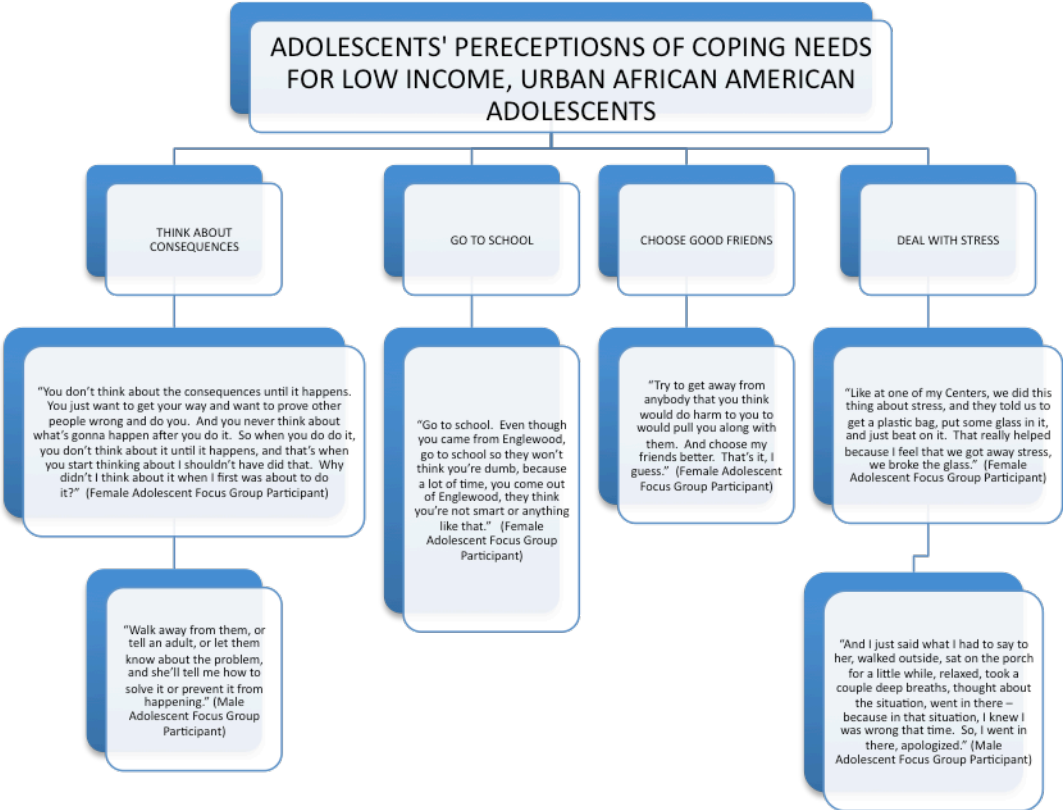 ADOLESCENTS' PERECEPTIOSNS OF COPING NEEDS
FOR LOW INCOME, URBAN AFRICAN AMERICAN
ADOLESCENTS
THINK ABOUT
CONSEQUENCES
GO TO SCHOOL
CHOOSE GOOD FRIEDNS
DEAL WITH STRESS
“You don’t think about the consequences until it happens.
You just want to get your way and want to prove other
people wrong and do you.  And you never think about
what’s gonna happen after you do it.  So when you do do it,
you don’t think about it until it happens, and that’s when
you start thinking about I shouldn’t have did that.  Why
didn’t I think about it when I first was about to do
it?”  (Female Adolescent Focus Group Participant)
“Go to school.  Even though
you came from Englewood,
go to school so they won’t
think you’re dumb, because
a lot of time, you come out
of Englewood, they think
you’re not smart or anything
like that.”   (Female
Adolescent Focus Group
Participant)
“Try to get away from
anybody that you think
would do harm to you to
would pull you along with
them.  And choose my
friends better.  That’s it, I
guess.” (Female Adolescent
Focus Group Participant)
“Like at one of my Centers, we did this
thing about stress, and they told us to
get a plastic bag, put some glass in it,
and just beat on it.  That really helped
because I feel that we got away stress,
we broke the glass.” (Female
Adolescent Focus Group Participant)
“Walk away from them, or
tell an adult, or let them
know about the problem,
and she’ll tell me how to
solve it or prevent it from
happening.” (Male
Adolescent Focus Group
Participant)
“And I just said what I had to say to
her, walked outside, sat on the porch
for a little while, relaxed, took a
couple deep breaths, thought about
the situation, went in there –
because in that situation, I knew I
was wrong that time.  So, I went in
there, apologized.” (Male
Adolescent Focus Group Participant)